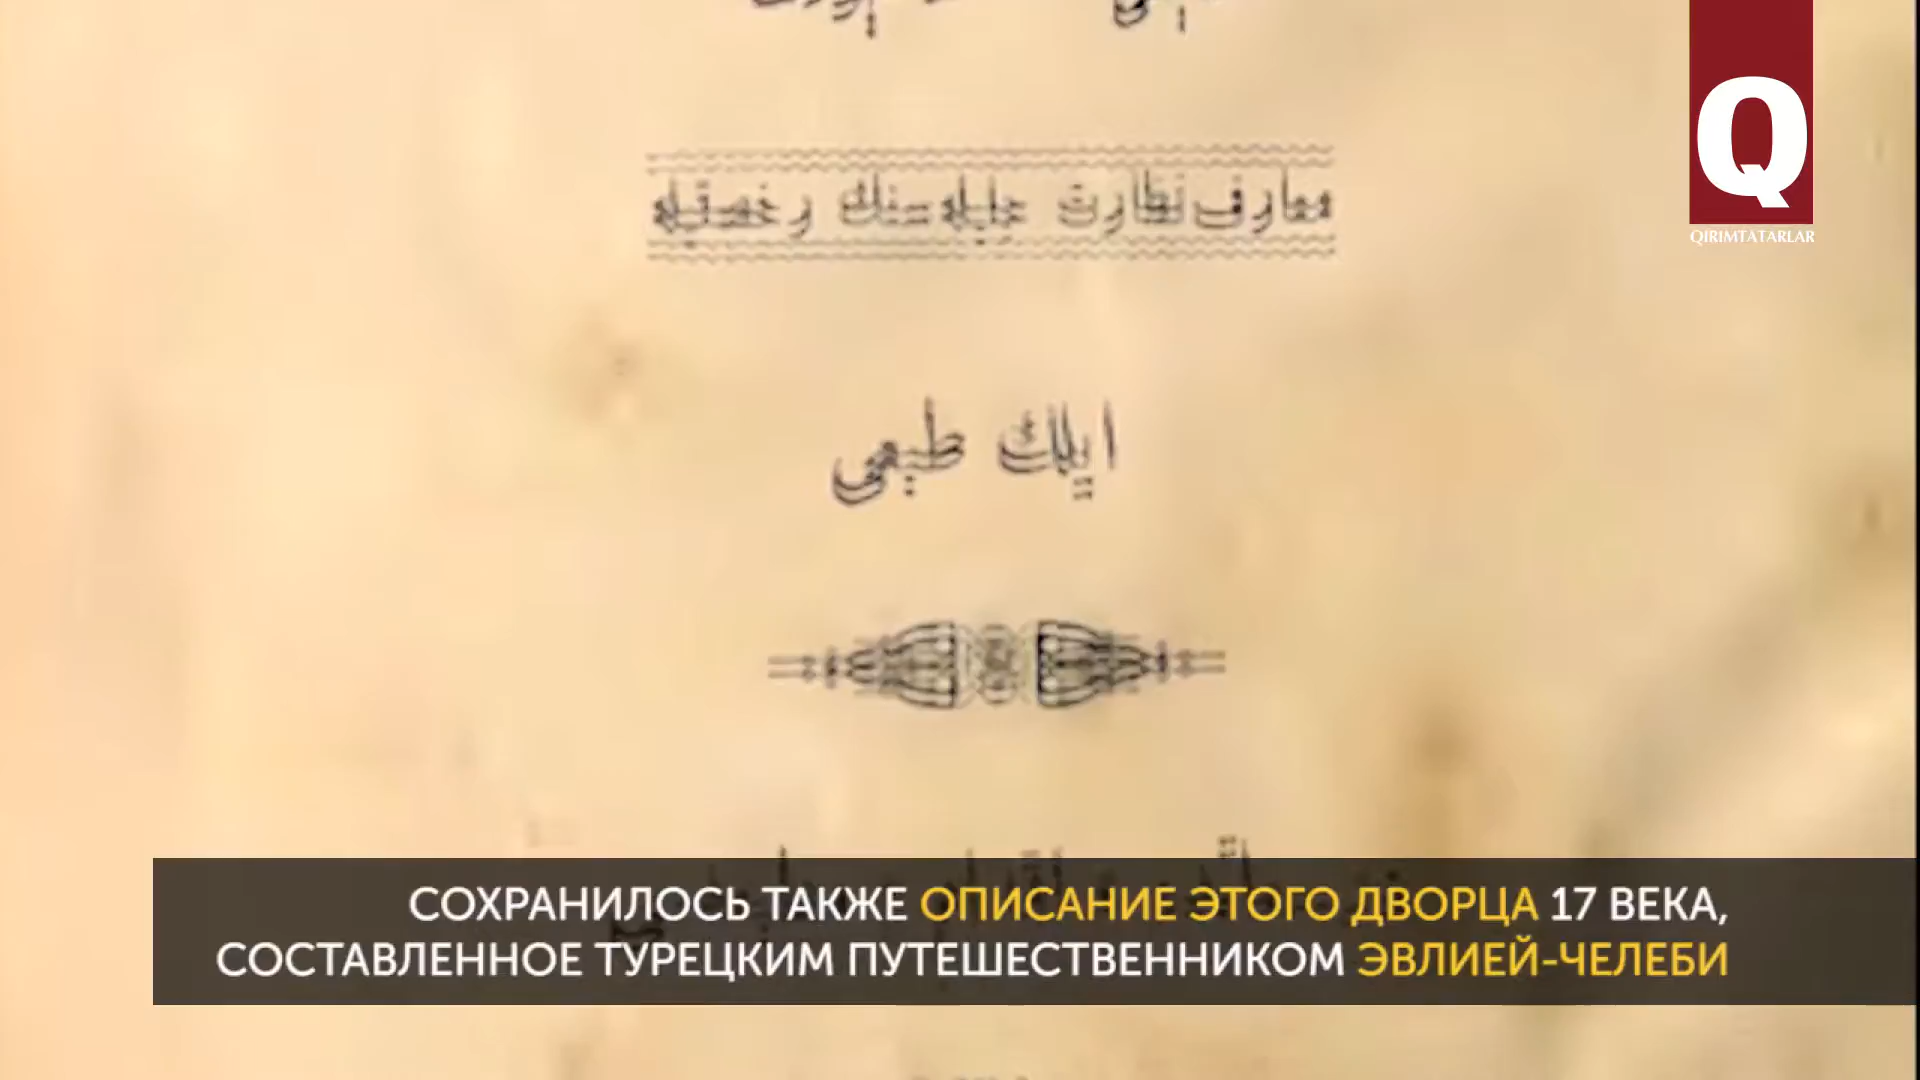 معارف نظارت جليله سنك رخصتيله
Q
QIRIMTATARLAR
ايلك طبعى
СОХРАНИЛОСЬ ТАКЖЕ ОПИСАНИЕ ЭТОГО ДВОРЦА 17 ВЕКА,
СОСТАВЛЕННОЕ ТУРЕЦКИМ ПУТЕШЕСТВЕННИКОМ ЭВЛИЕЙ-ЧЕЛЕБИ